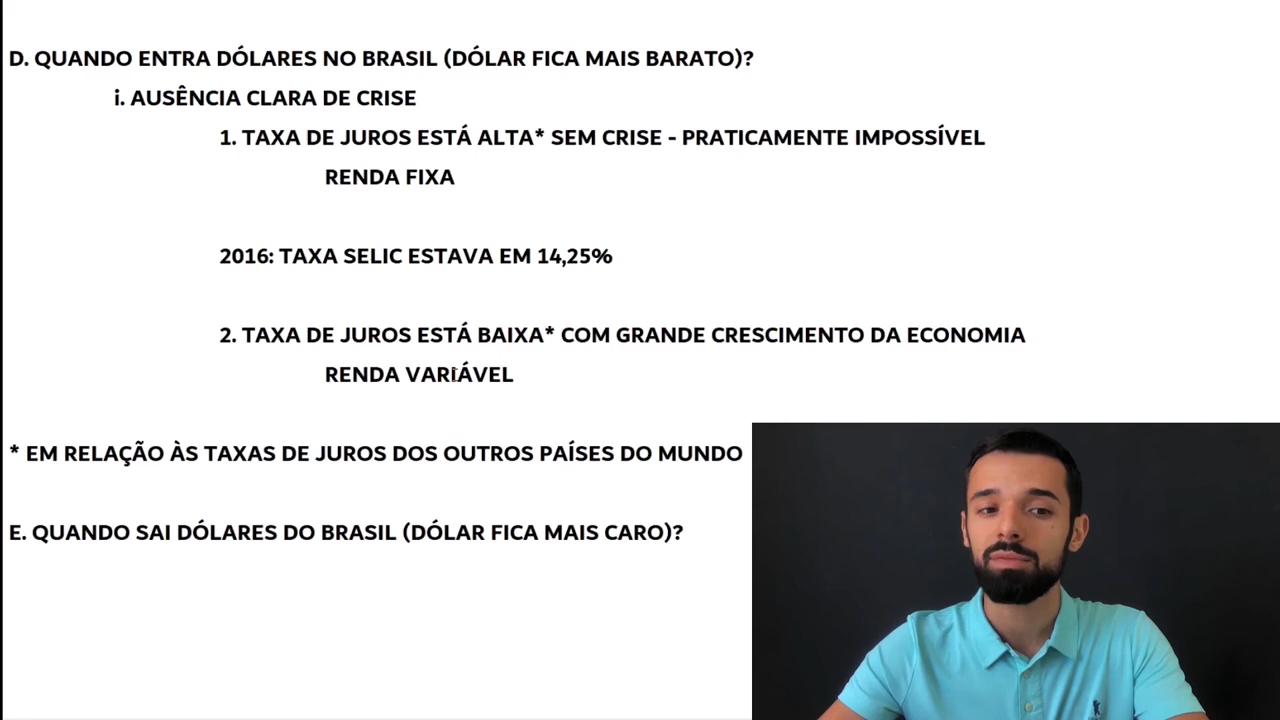 D. QUANDO ENTRA DÓLARES NO BRASIL (DÓLAR FICA MAIS BARATO)?
i. AUSÊNCIA CLARA DE CRISE
1. TAXA DE JUROS ESTÁ ALTA* SEM CRISE - PRATICAMENTE IMPOSSÍVEL
RENDA FIXA
2016: TAXA SELIC ESTAVA EM 14,25%
2. TAXA DE JUROS ESTÁ BAIXA* COM GRANDE CRESCIMENTO DA ECONOMIA
RENDA VARIÁVEL
* EM RELAÇÃO ÀS TAXAS DE JUROS DOS OUTROS PAÍSES DO MUNDO
E. QUANDO SAI DÓLARES DO BRASIL (DÓLAR FICA MAIS CARO)?